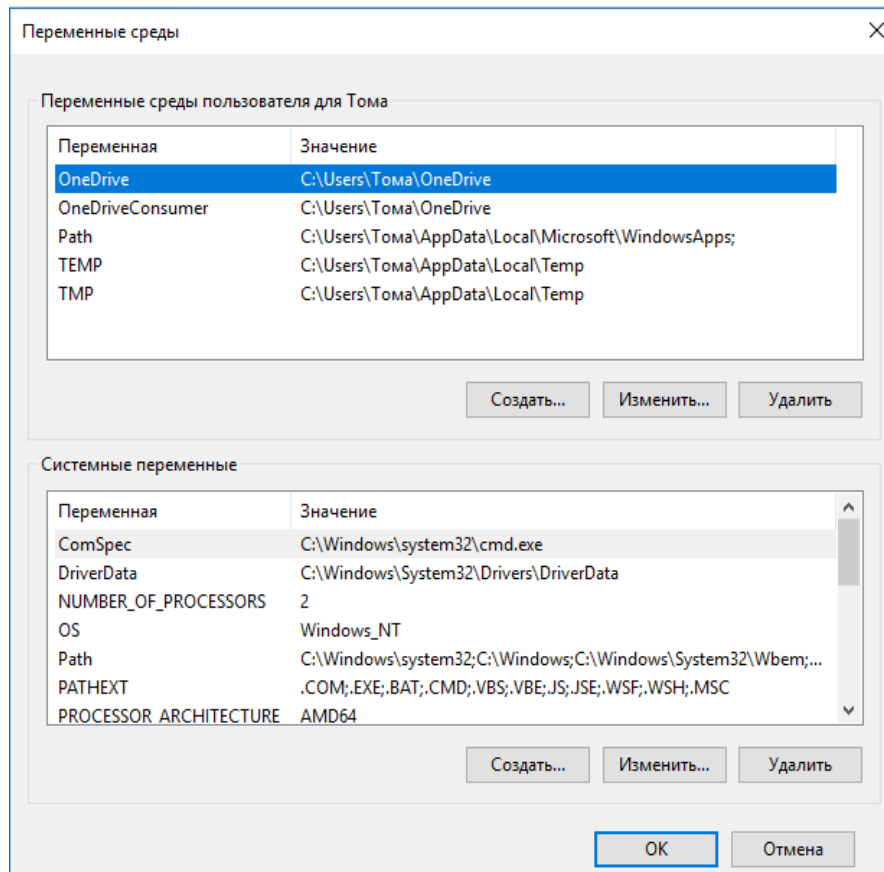 Переменные среды
Переменные среды пользователя для Тома
Переменная Значение
OneDrive C:\Users\Тома\OneDrive
OneDriveConsumer C:\Users\Тома\OneDrive
Path C:\Users\Тома\AppData\Local\Microsoft\WindowsApps;
TEMP C:\Users\Тома\AppData\Local\Temp
TMP C:\Users\Тома\AppData\Local\Temp
Создать... Изменить... Удалить
Системные переменные
Переменная Значение
ComSpec C:\Windows\system32\cmd.exe
DriverData C:\Windows\System32\Drivers\DriverData
NUMBER_OF_PROCESSORS 2
OS Windows_NT
Path C:\Windows\system32;C:\Windows;C:\Windows\System32\Wbem;...
PATHEXT .COM;.EXE;.BAT;.CMD;.VBS;.VBE;.JS;.JSE;.WSF;.WSH;.MSC
PROCESSOR_ARCHITECTURE AMD64
Создать... Изменить... Удалить
ОК Отмена